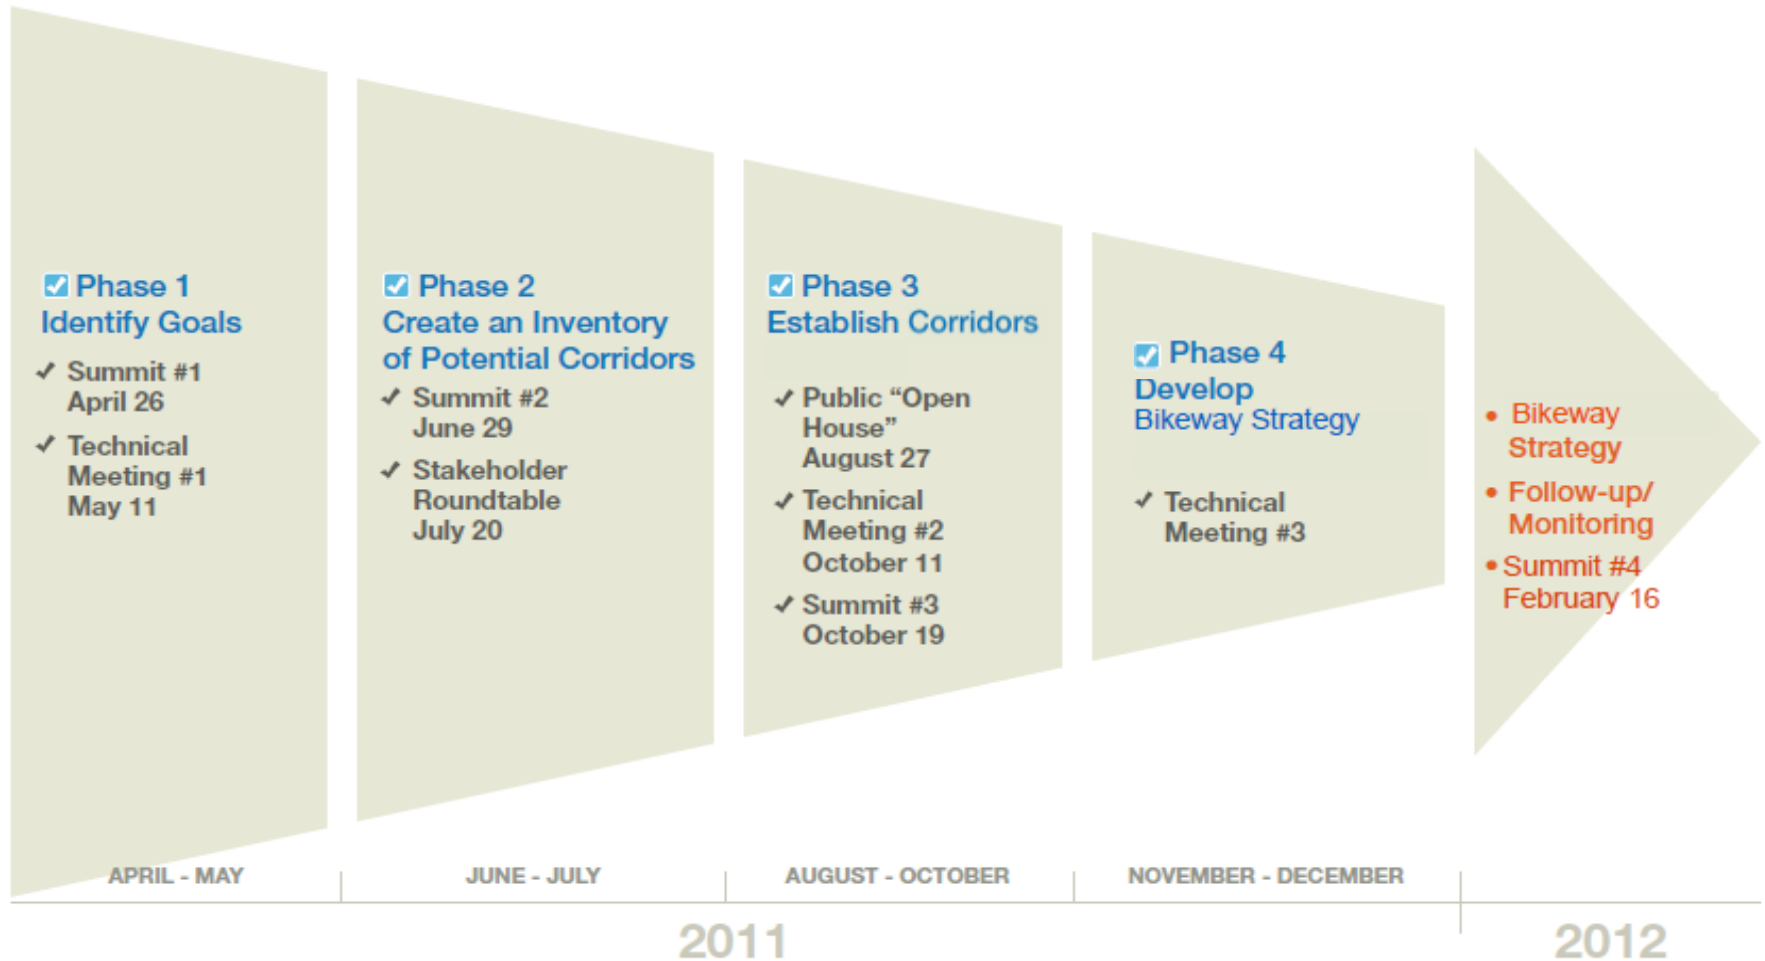 Phase 1
Identify Goals
Summit #1
April 26
Technical
Meeting #1
May 11
Phase 2
Create an Inventory
of Potential Corridors
Summit #2
June 29
Stakeholder
Roundtable
July 20
Phase 3
Establish Corridors
Public “Open
House”
August 27
Technical
Meeting #2
October 11
Summit #3
October 19
Phase 4
Develop
Bikeway Strategy
Technical
Meeting #3
• Bikeway
Strategy
• Follow-up/
Monitoring
• Summit #4
February 16
APRIL - MAY
JUNE - JULY
AUGUST - OCTOBER
NOVEMBER - DECEMBER
2011
2012